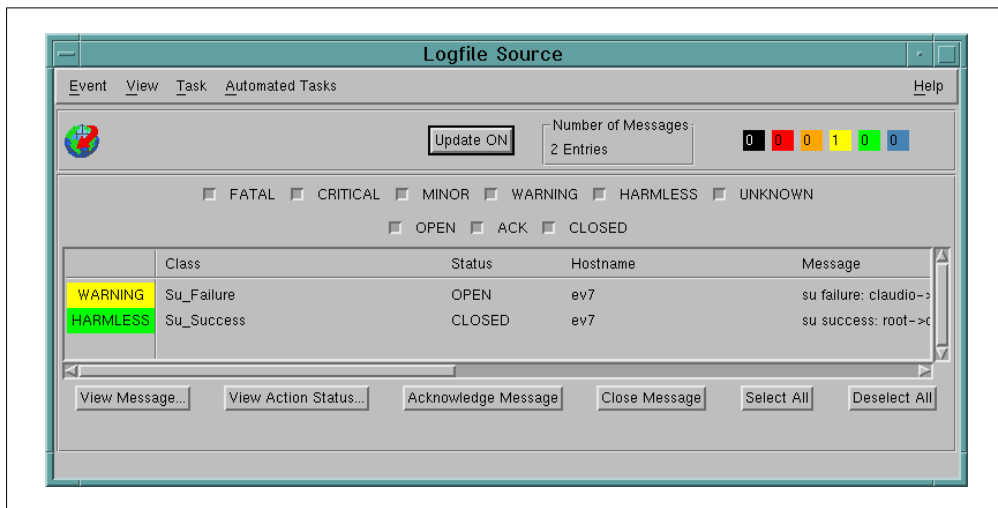 Logfile Source
Event View Task Automated Tasks Help
Update ON
Number of Messages
2 Entries
0 0 0 1 0 0
FATAL CRITICAL MINOR WARNING HARMLESS UNKNOWN
OPEN ACK CLOSED
Class Status Hostname Message
WARNING Su_Failure OPEN ev7 su failure: claudio->
HARMLESS Su_Success CLOSED ev7 su success: root->
View Message... View Action Status... Acknowledge Message Close Message Select All Deselect All